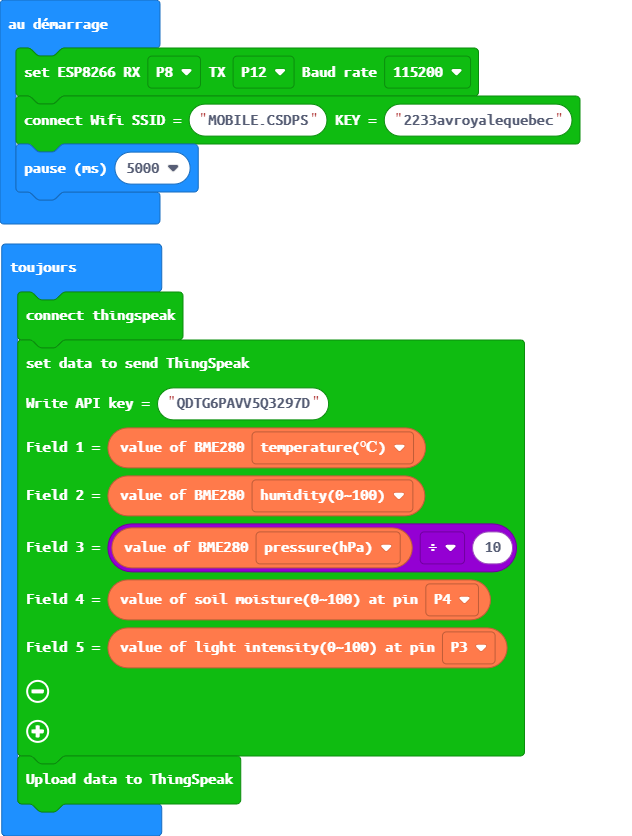 au démarrage
set ESP8266 RX P8 TX P12 Baud rate 115200
connect Wifi SSID = "MOBILE.CSDPS" KEY = "2233avroyalequebec"
pause (ms) 5000
toujours
connect thingspeak
set data to send ThingSpeak
Write API key = "QDTG6PAVV5Q3297D"
Field 1 = value of BME280 temperature(℃)
Field 2 = value of BME280 humidity(0~100)
Field 3 = value of BME280 pressure(hPa) ÷ 10
Field 4 = value of soil moisture(0~100) at pin P4
Field 5 = value of light intensity(0~100) at pin P3
Upload data to ThingSpeak